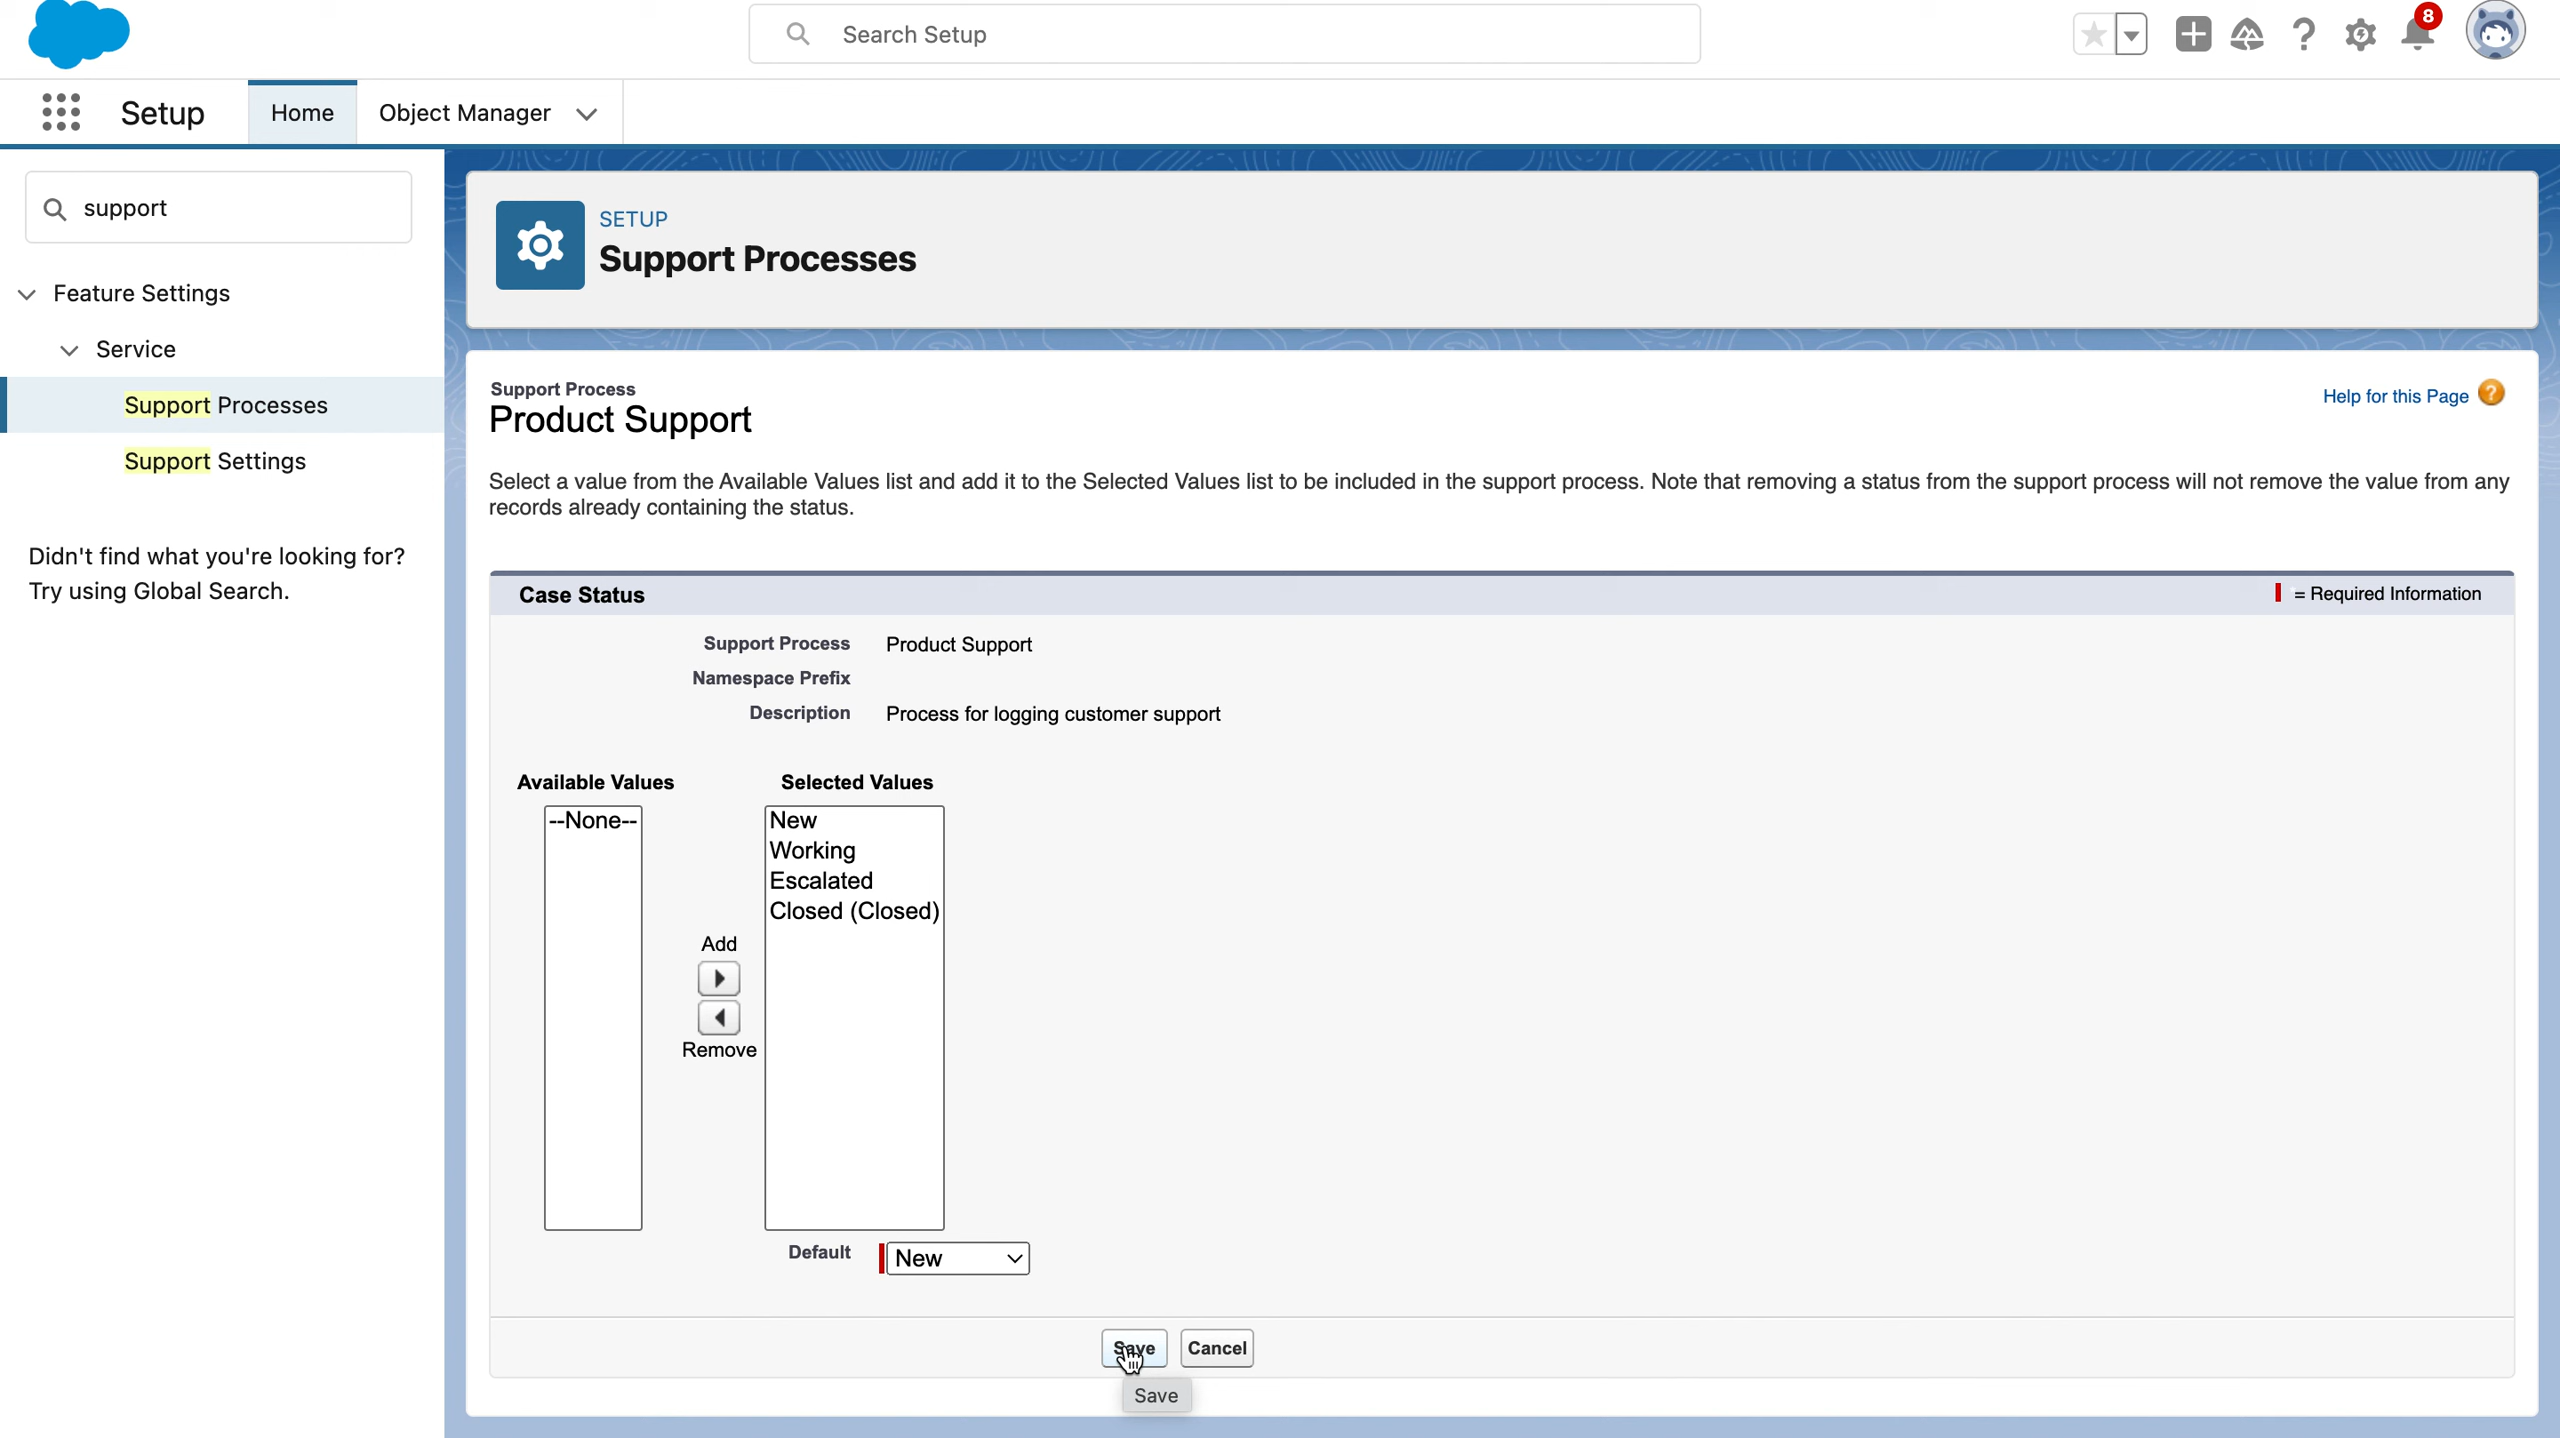 Search Setup
8
Setup
Home
Object Manager
support
Feature Settings
Service
Support Processes
Support Settings
Didn't find what you're looking for?
Try using Global Search.
SETUP
Support Processes
Support Process
Product Support
Help for this Page
Select a value from the Available Values list and add it to the Selected Values list to be included in the support process. Note that removing a status from the support process will not remove the value from any
records already containing the status.
Case Status
= Required Information
Support Process Product Support
Namespace Prefix
Description Process for logging customer support
Available Values Selected Values
--None--
New
Working
Escalated
Closed (Closed)
Add
Remove
Default New
Save Cancel
Save